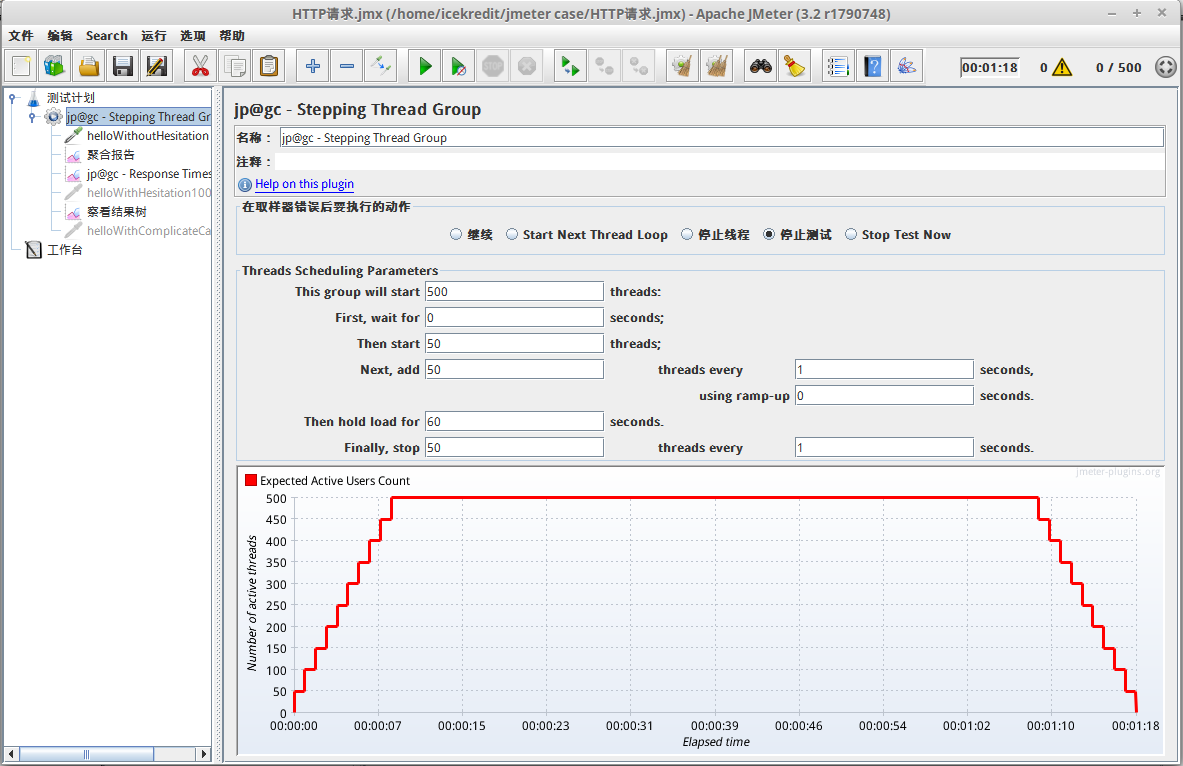 HTTP请求.jmx (/home/icekredit/jmeter case/HTTP请求.jmx) - Apache JMeter (3.2 r1790748)
文件 编辑 Search 运行 选项 帮助
00:01:18 0 0 / 500
测试计划
jp@gc - Stepping Thread Gr
helloWithoutHesitation
聚合报告
jp@gc - Response Times
helloWithHesitation100
察看结果树
helloWithComplicateCa
工作台
jp@gc - Stepping Thread Group
名称： jp@gc - Stepping Thread Group
注释：
Help on this plugin
在取样器错误后要执行的动作
继续 Start Next Thread Loop 停止线程 停止测试 Stop Test Now
Threads Scheduling Parameters
This group will start 500 threads:
First, wait for 0 seconds;
Then start 50 threads;
Next, add 50 threads every 1 seconds,
using ramp-up 0 seconds.
Then hold load for 60 seconds.
Finally, stop 50 threads every 1 seconds.
jmeter-plugins.org
Expected Active Users Count
500
450
400
350
300
250
200
150
100
50
0
Number of active threads
00:00:00 00:00:07 00:00:15 00:00:23 00:00:31 00:00:39 00:00:46 00:00:54 00:01:02 00:01:10 00:01:18
Elapsed time